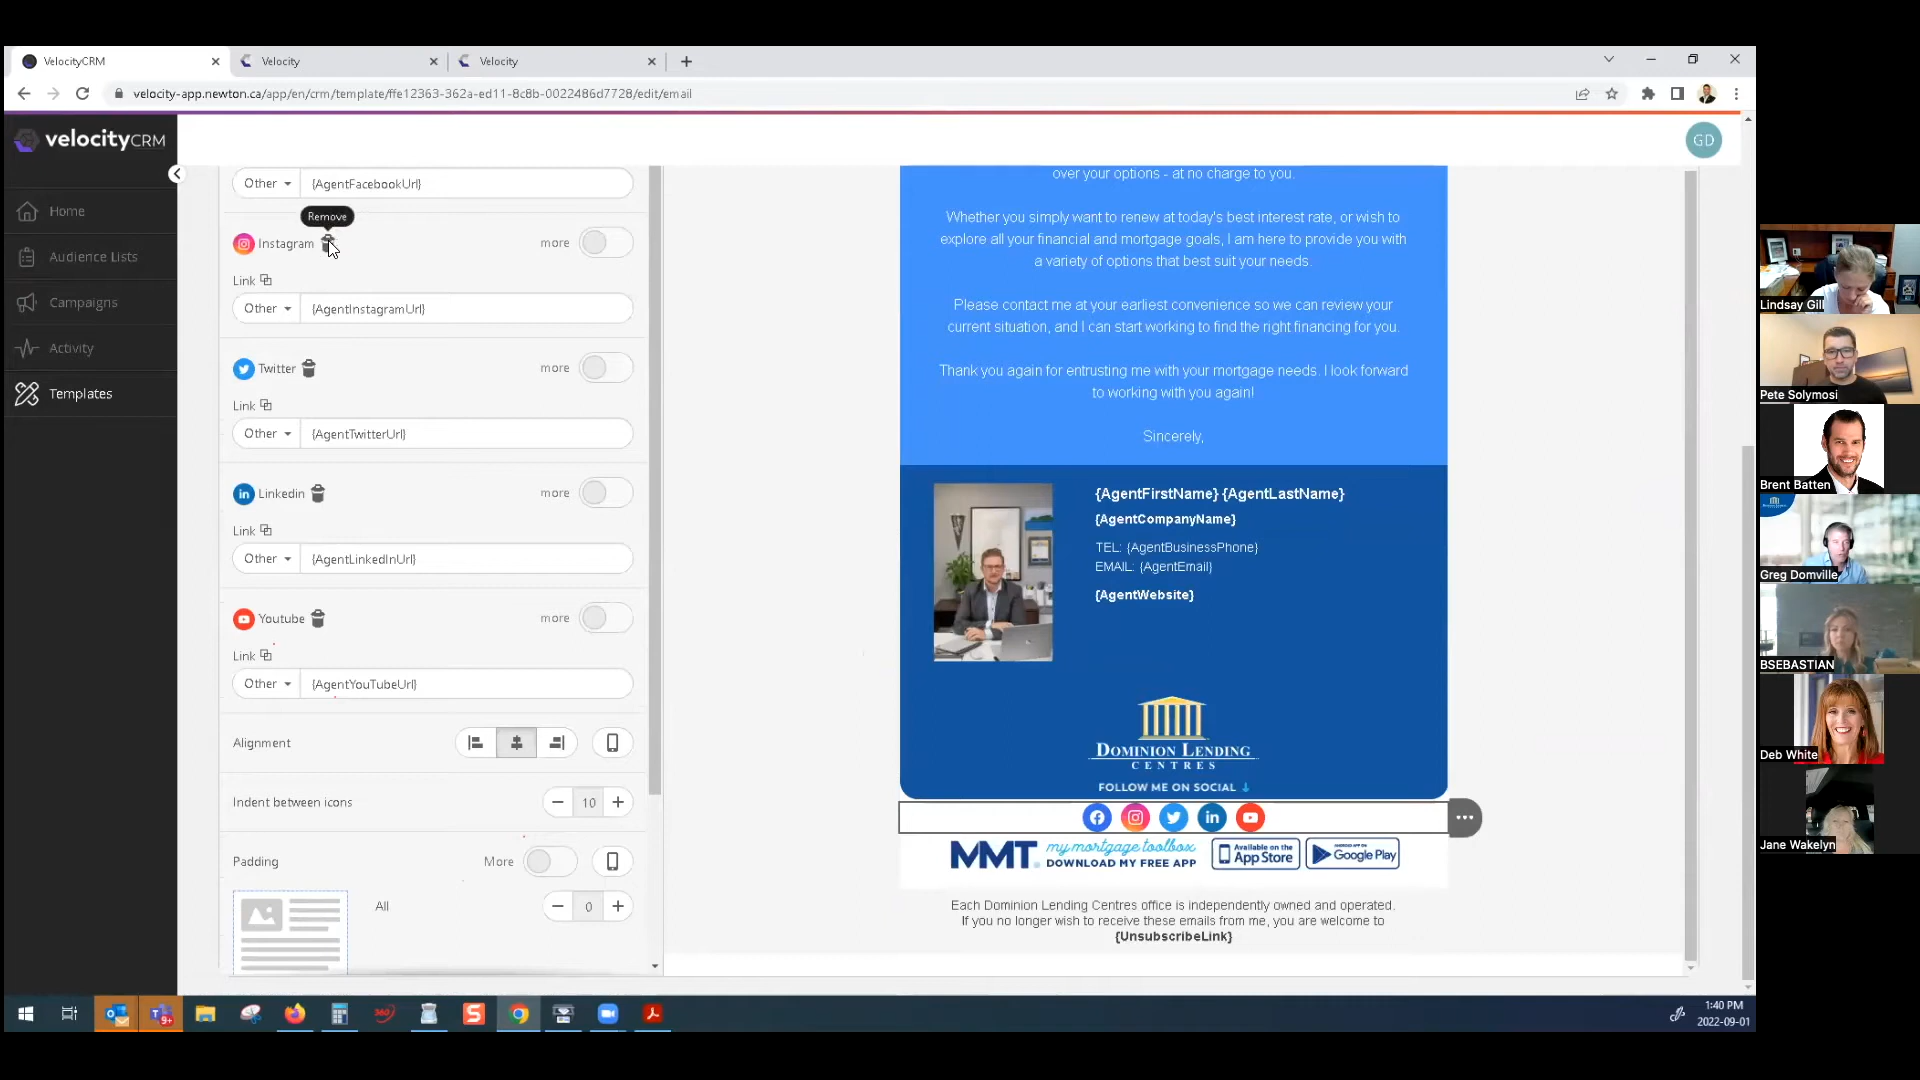 VelocityCRM
Velocity
Velocity
velocity-app.newton.ca/app/en/crm/template/ffe12363-362a-ed11-8c8b-0022486d7728/edit/email
velocityCRM
GD
Home
Audience Lists
Campaigns
Activity
Templates
Other {AgentFacebookUrl}
Remove
Instagram more
Link
Other {AgentInstagramUrl}
Twitter more
Link
Other {AgentTwitterUrl}
Linkedin more
Link
Other {AgentLinkedInUrl}
Youtube more
Link
Other {AgentYouTubeUrl}
Alignment
Indent between icons 10
Padding More
All 0
over your options - at no charge to you.
Whether you simply want to renew at today's best interest rate, or wish to
explore all your financial and mortgage goals, I am here to provide you with
a variety of options that best suit your needs.
Please contact me at your earliest convenience so we can review your
current situation, and I can start working to find the right financing for you.
Thank you again for entrusting me with your mortgage needs. I look forward
to working with you again!
Sincerely,
{AgentFirstName} {AgentLastName}
{AgentCompanyName}
TEL: {AgentBusinessPhone}
EMAIL: {AgentEmail}
{AgentWebsite}
DOMINION LENDING
CENTRES
FOLLOW ME ON SOCIAL ↓
MMT. my mortgage toolbox
DOWNLOAD MY FREE APP
Available on the
App Store
Google Play
Each Dominion Lending Centres office is independently owned and operated.
If you no longer wish to receive these emails from me, you are welcome to
{UnsubscribeLink}
Lindsay Gill
Pete Solymosi
Brent Batten
Greg Domville
BSEBASTIAN
Deb White
Jane Wakelyn
9+
1:40 PM
2022-09-01